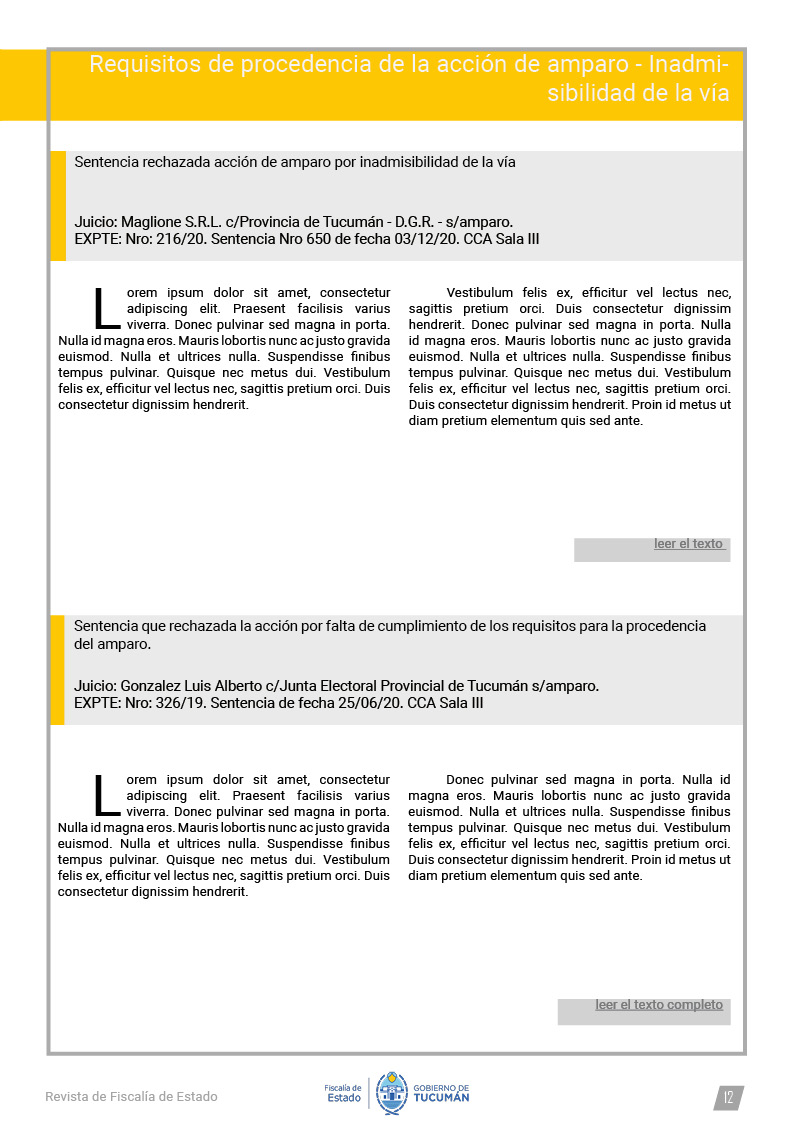 Requisitos de procedencia de la acción de amparo - Inadmi-
sibilidad de la vía
Sentencia rechazada acción de amparo por inadmisibilidad de la vía
Juicio: Maglione S.R.L. c/Provincia de Tucumán - D.G.R. - s/amparo.
EXPTE: Nro: 216/20. Sentencia Nro 650 de fecha 03/12/20. CCA Sala III
Lorem ipsum dolor sit amet, consectetur
adipiscing elit. Praesent facilisis varius
viverra. Donec pulvinar sed magna in porta.
Nulla id magna eros. Mauris lobortis nunc ac justo gravida
euismod. Nulla et ultrices nulla. Suspendisse finibus
tempus pulvinar. Quisque nec metus dui. Vestibulum
felis ex, efficitur vel lectus nec, sagittis pretium orci. Duis
consectetur dignissim hendrerit.
Vestibulum felis ex, efficitur vel lectus nec,
sagittis pretium orci. Duis consectetur dignissim
hendrerit. Donec pulvinar sed magna in porta. Nulla
id magna eros. Mauris lobortis nunc ac justo gravida
euismod. Nulla et ultrices nulla. Suspendisse finibus
tempus pulvinar. Quisque nec metus dui. Vestibulum
felis ex, efficitur vel lectus nec, sagittis pretium orci.
Duis consectetur dignissim hendrerit. Proin id metus ut
diam pretium elementum quis sed ante.
leer el texto
Sentencia que rechazada la acción por falta de cumplimiento de los requisitos para la procedencia
del amparo.
Juicio: Gonzalez Luis Alberto c/Junta Electoral Provincial de Tucumán s/amparo.
EXPTE: Nro: 326/19. Sentencia de fecha 25/06/20. CCA Sala III
Lorem ipsum dolor sit amet, consectetur
adipiscing elit. Praesent facilisis varius
viverra. Donec pulvinar sed magna in porta.
Nulla id magna eros. Mauris lobortis nunc ac justo gravida
euismod. Nulla et ultrices nulla. Suspendisse finibus
tempus pulvinar. Quisque nec metus dui. Vestibulum
felis ex, efficitur vel lectus nec, sagittis pretium orci. Duis
consectetur dignissim hendrerit.
Donec pulvinar sed magna in porta. Nulla id
magna eros. Mauris lobortis nunc ac justo gravida
euismod. Nulla et ultrices nulla. Suspendisse finibus
tempus pulvinar. Quisque nec metus dui. Vestibulum
felis ex, efficitur vel lectus nec, sagittis pretium orci.
Duis consectetur dignissim hendrerit. Proin id metus ut
diam pretium elementum quis sed ante.
leer el texto completo
Revista de Fiscalía de Estado
Fiscalía de
Estado
GOBIERNO DE
TUCUMÁN
12